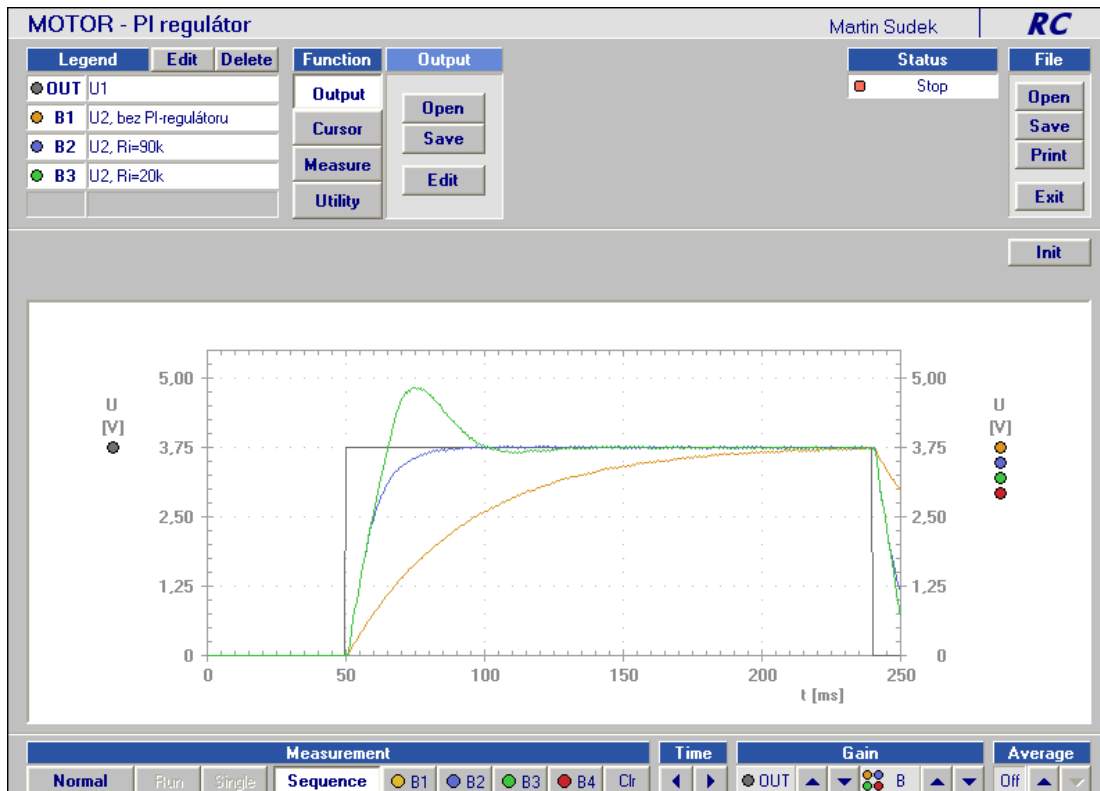 MOTOR - PI regulátor Martin Sudek RC
Legend Edit Delete Function Output Status File
OUT U1 Output Stop
B1 U2, bez PI-regulátoru
B2 U2, Ri=90k
B3 U2, Ri=20k
Cursor
Measure
Utility
Open
Save
Edit
Open
Save
Print
Exit
Init
U
[V]
5,00
3,75
2,50
1,25
0
0 50 100 150 200 250
t [ms]
5,00
3,75
2,50
1,25
0
U
[V]
Measurement Time Gain Average
Normal Run Single Sequence B1 B2 B3 B4 Clr OUT B Off